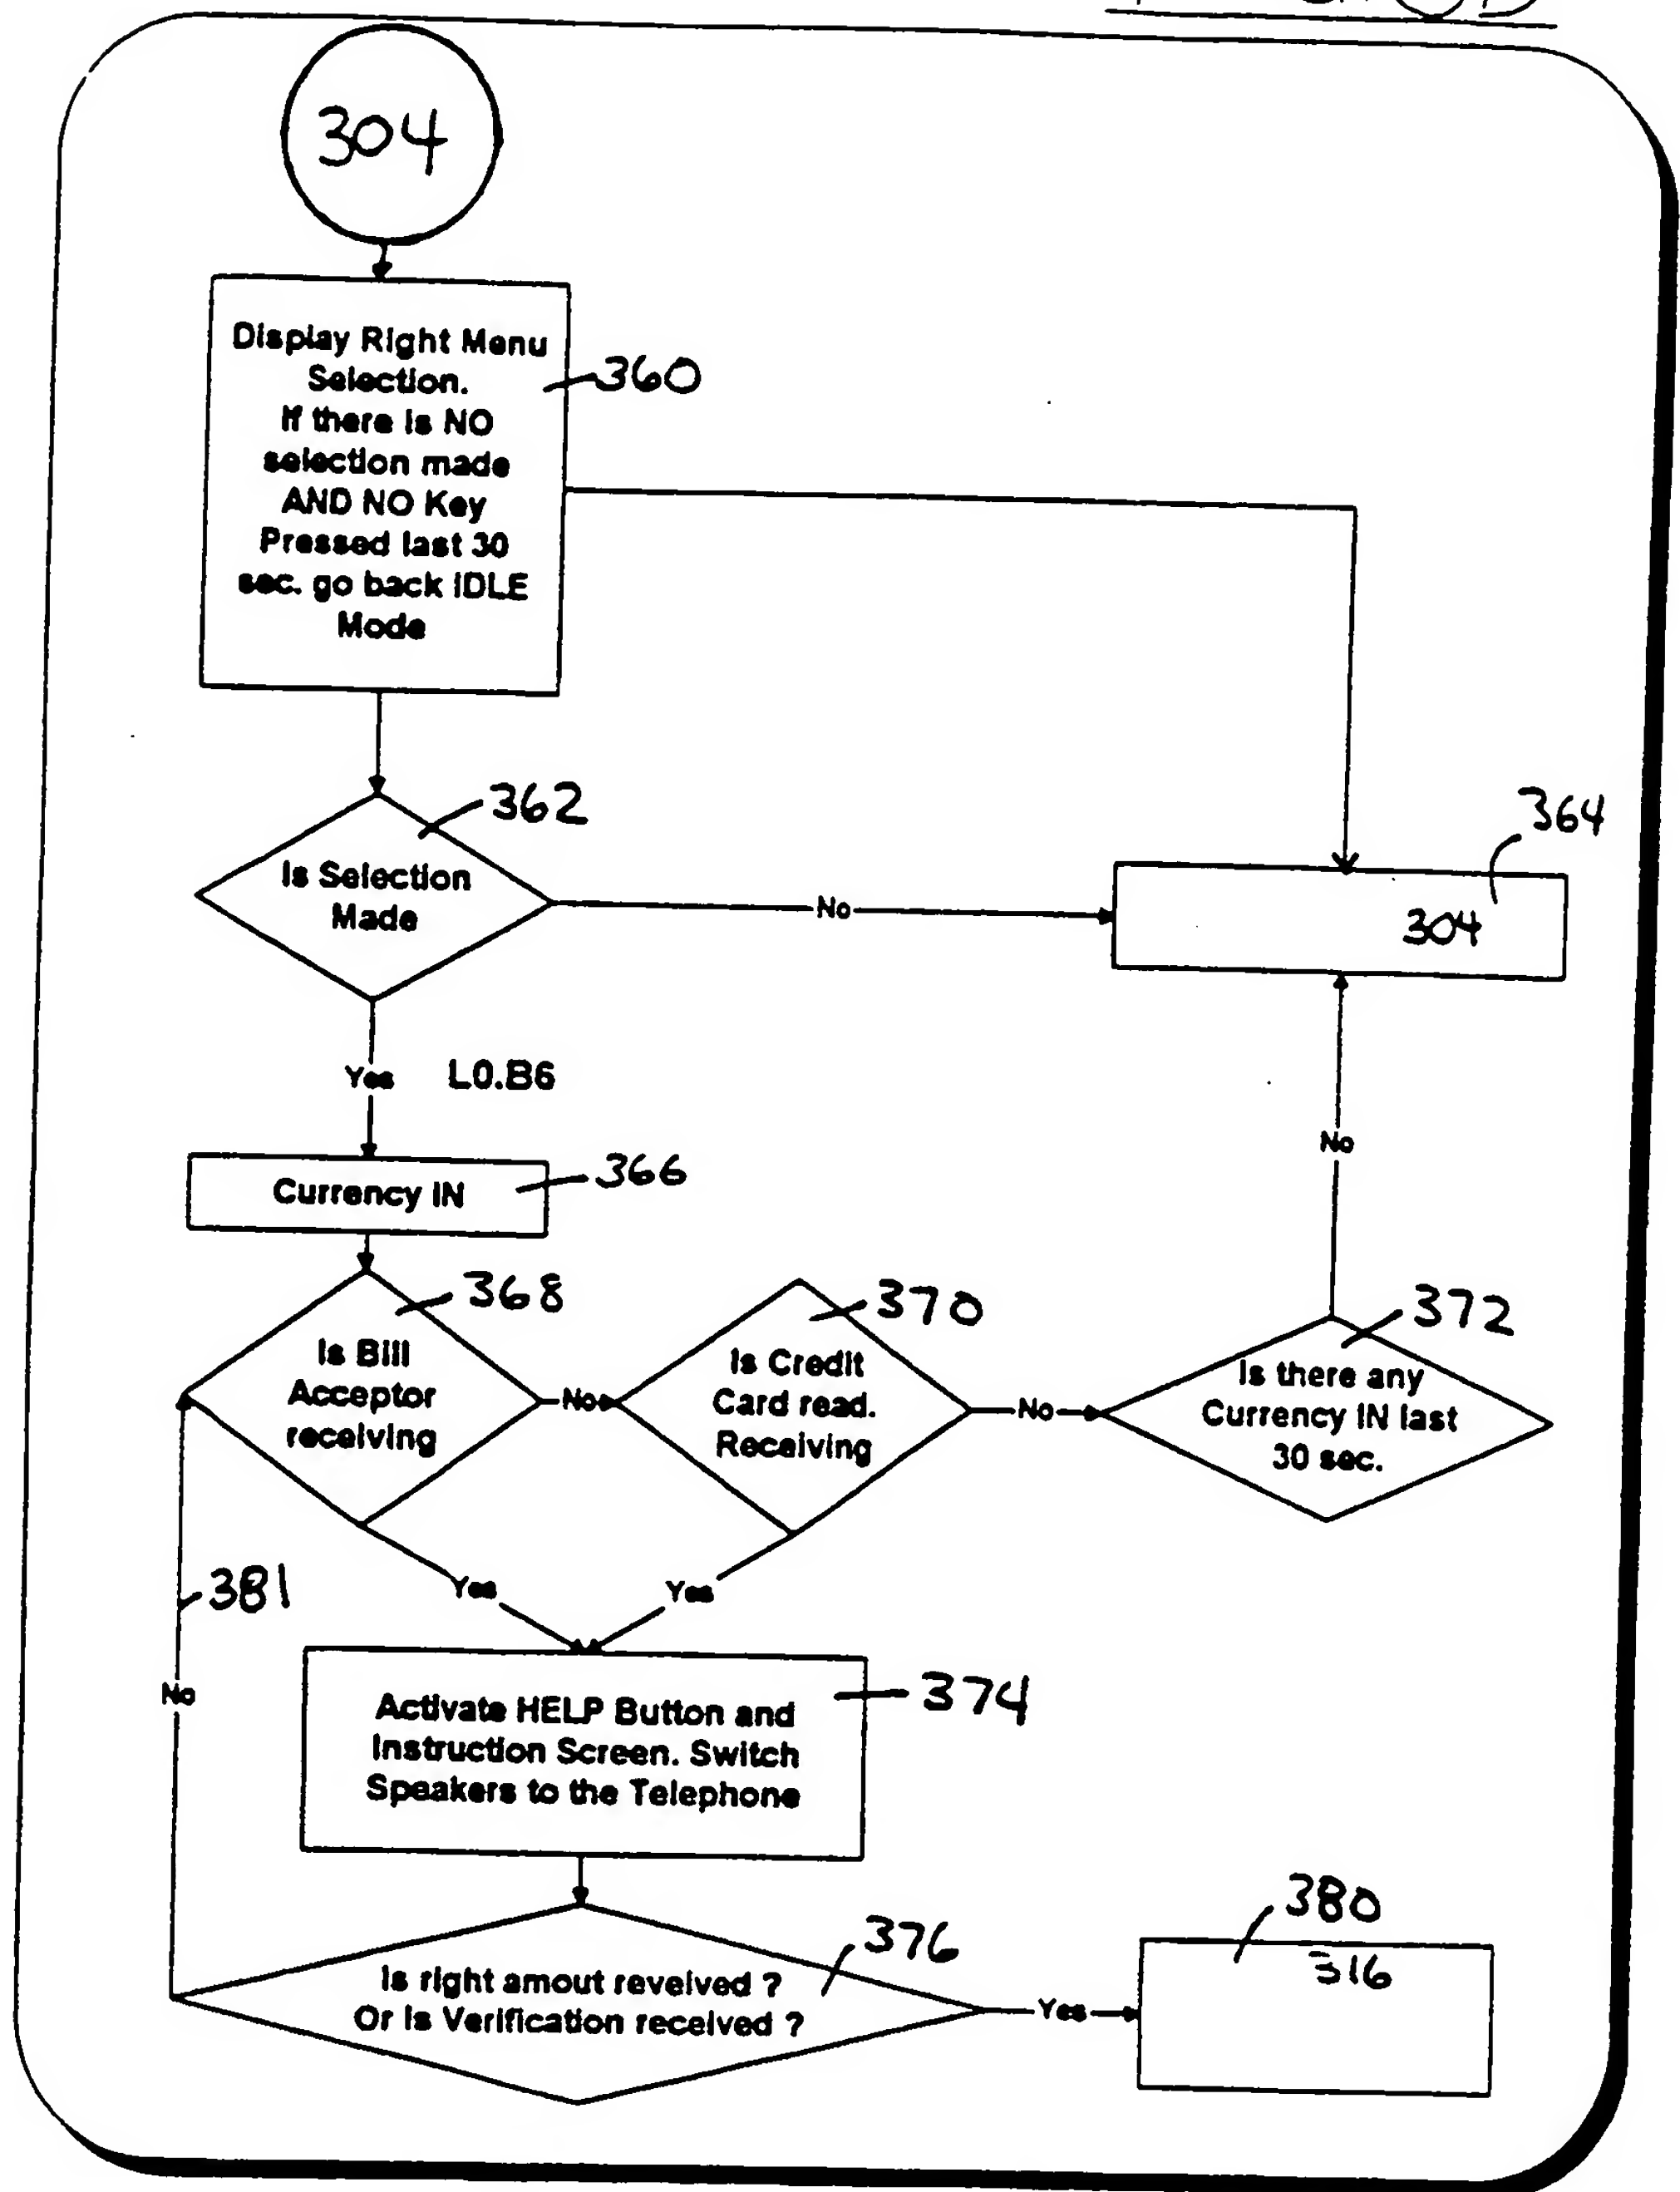 304
Display Right Menu
Selection.
If there is NO
selection made
AND NO Key
Pressed last 30
sec. go back IDLE
Mode
360
362
Is Selection
Made
No
364
304
Yes
L0.B6
No
Currency IN
366
368
Is Bill
Acceptor
receiving
No
370
Is Credit
Card read.
Receiving
No
372
Is there any
Currency IN last
30 sec.
381
Yes
Yes
No
Activate HELP Button and
Instruction Screen. Switch
Speakers to the Telephone
374
376
Is right amout reveived ?
Or is Verification received ?
Yes
380
316